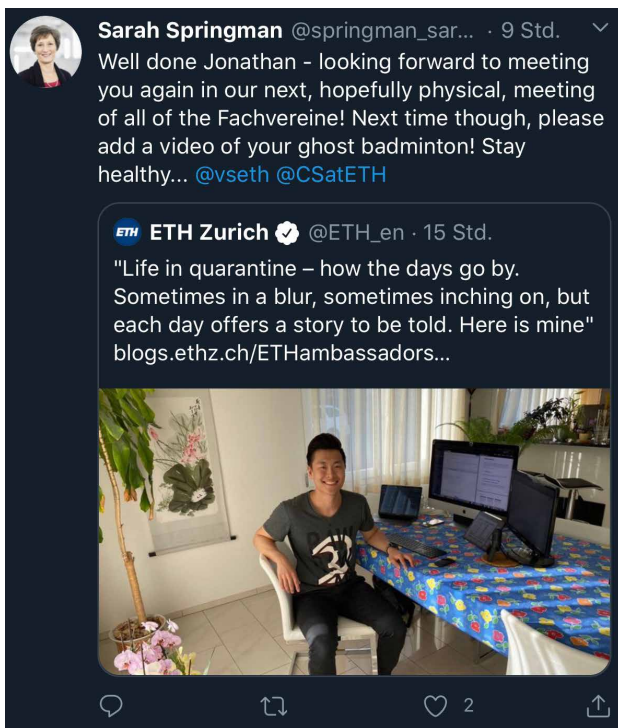 Sarah Springman @springman_sar... · 9 Std.
Well done Jonathan - looking forward to meeting
you again in our next, hopefully physical, meeting
of all of the Fachvereine! Next time though, please
add a video of your ghost badminton! Stay
healthy... @vseth @CSatETH
ETH ETH Zurich @ETH_en · 15 Std.
"Life in quarantine – how the days go by.
Sometimes in a blur, sometimes inching on, but
each day offers a story to be told. Here is mine"
blogs.ethz.ch/ETHambassadors...
2